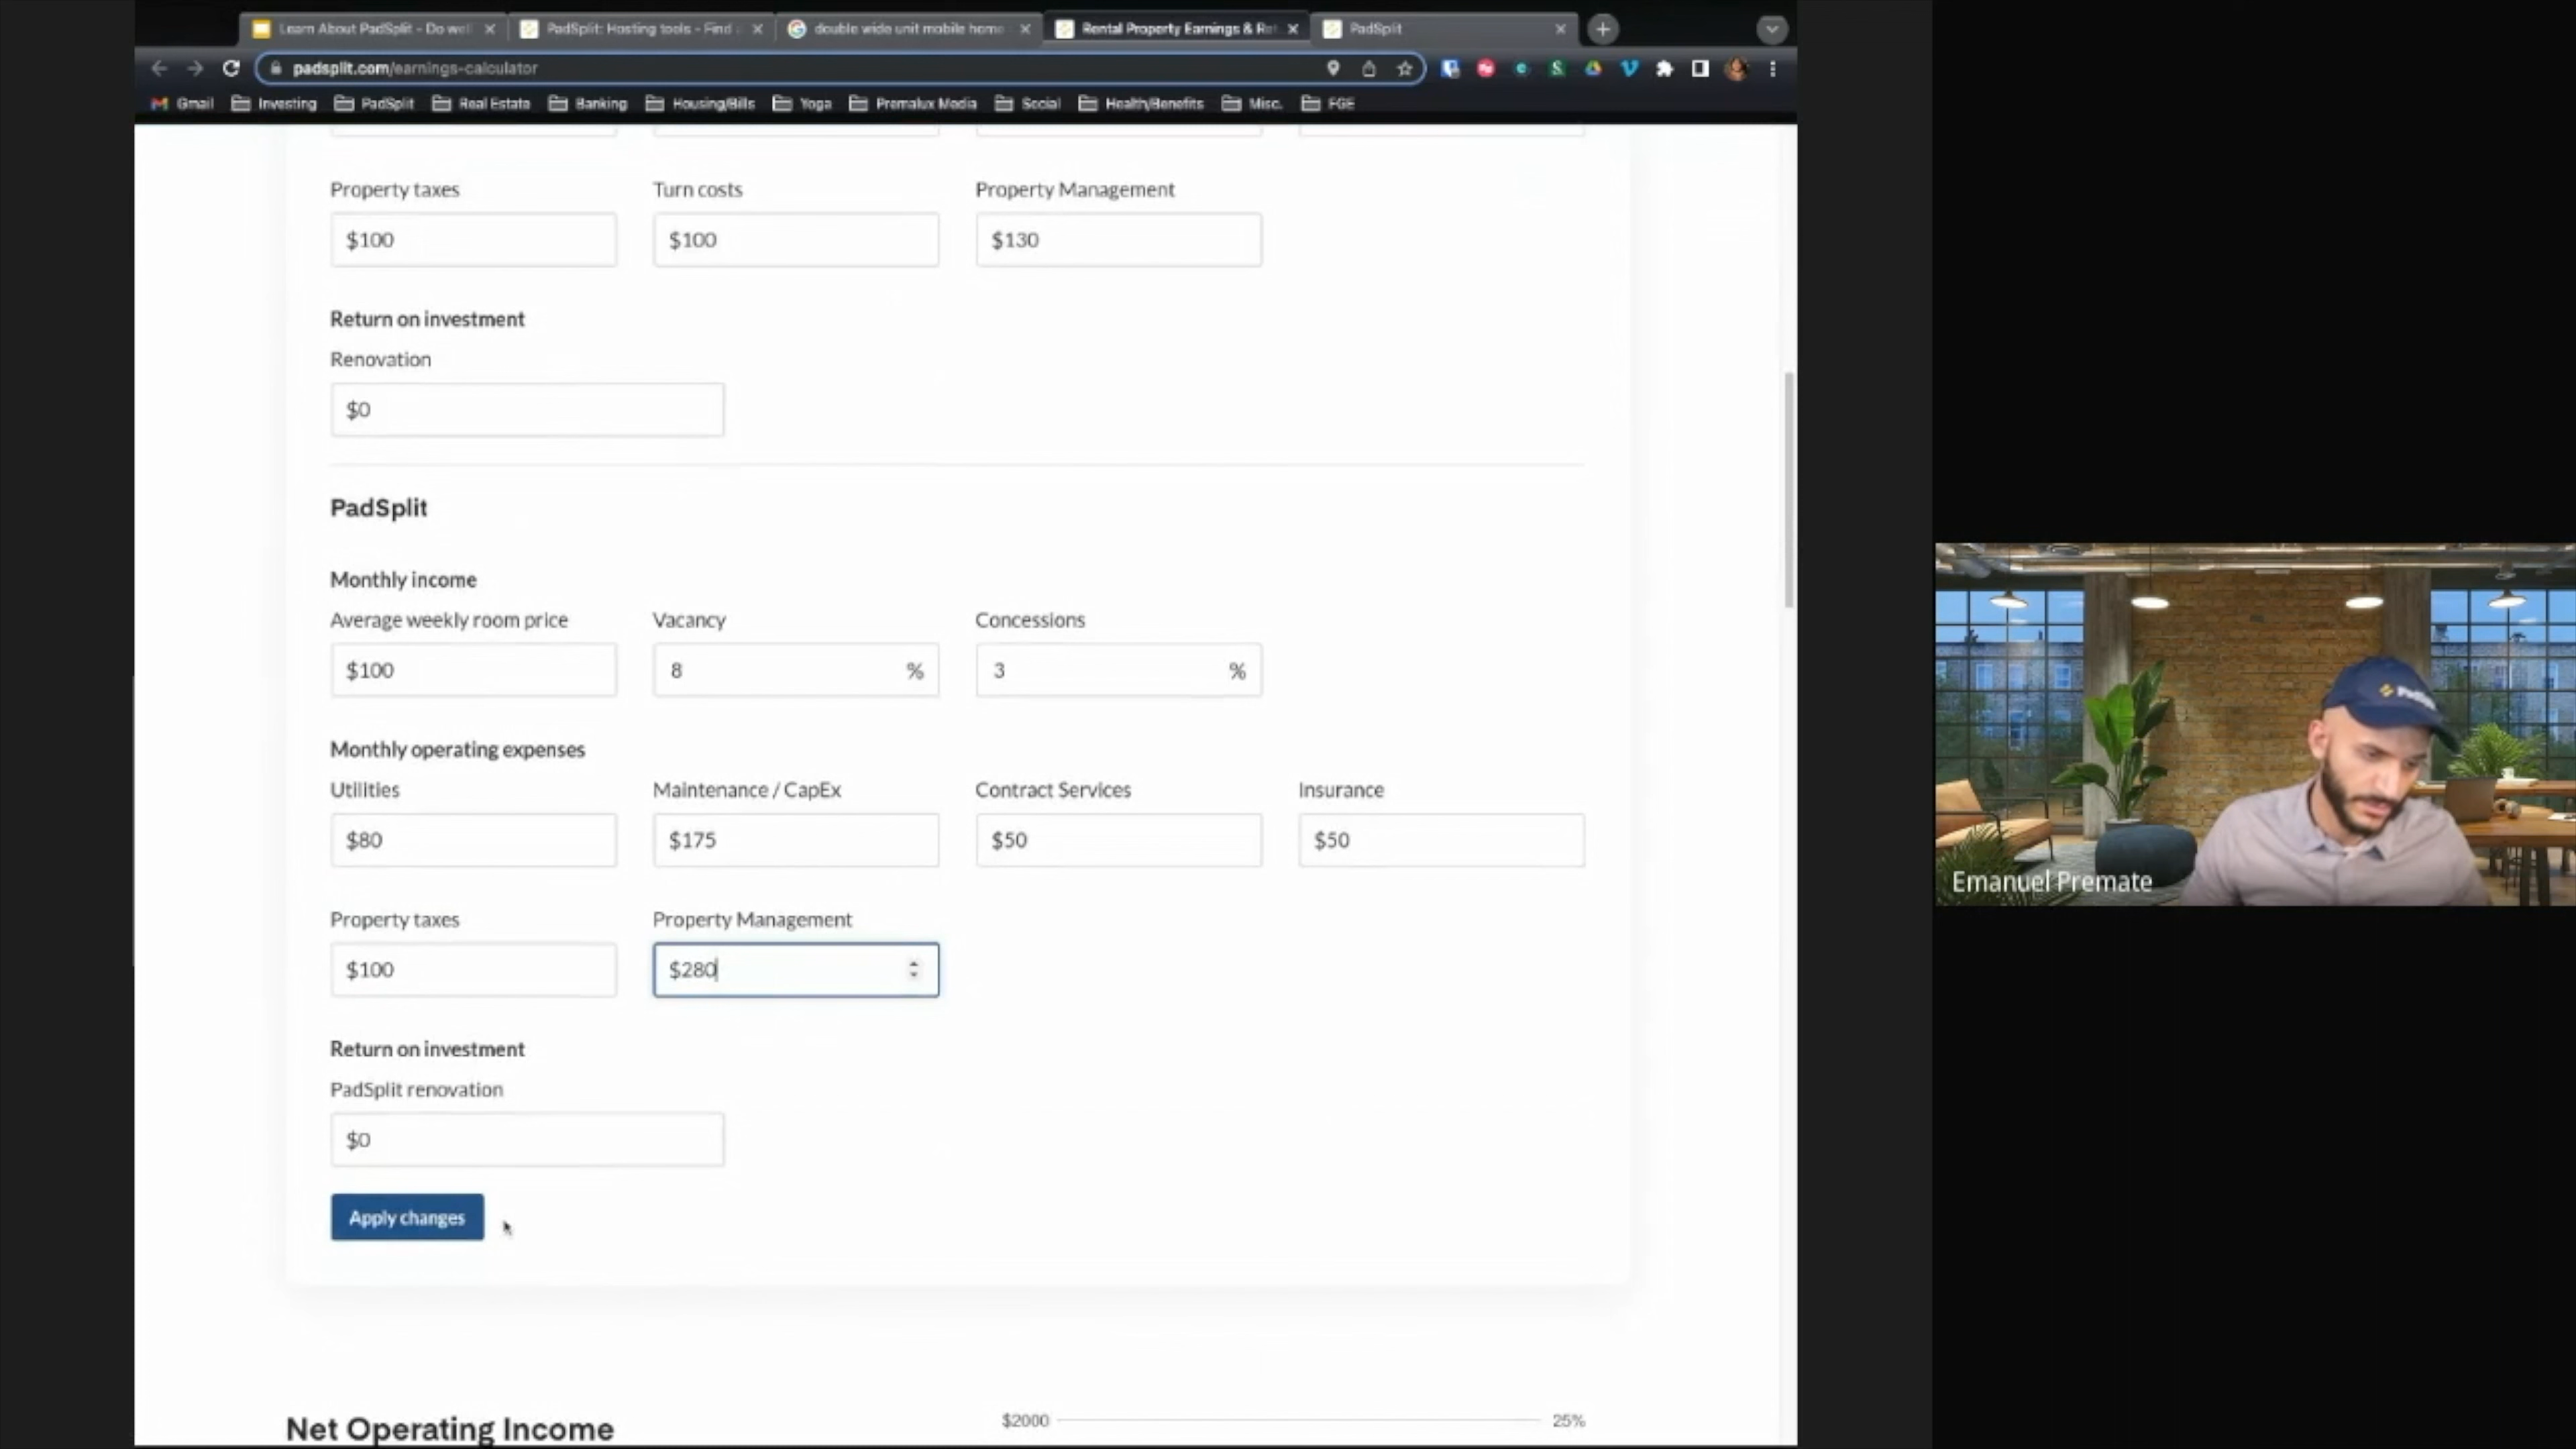 Learn About PadSplit - Do well
PadSplit: Hosting tools - Find
double wide unit mobile home
Rental Property Earnings & Ret
PadSplit
padsplit.com/earnings-calculator
Gmail
Investing
PadSplit
Real Estate
Banking
Housing/Bills
Yoga
Premalux Media
Social
Health/Benefits
Misc.
FGE
Property taxes
Turn costs
Property Management
$100
$100
$130
Return on investment
Renovation
$0
PadSplit
Monthly income
Average weekly room price
Vacancy
Concessions
$100
8 %
3 %
Monthly operating expenses
Utilities
Maintenance / CapEx
Contract Services
Insurance
$80
$175
$50
$50
Property taxes
Property Management
$100
$280
Return on investment
PadSplit renovation
$0
Apply changes
Net Operating Income
$2000
25%
Emanuel Premate